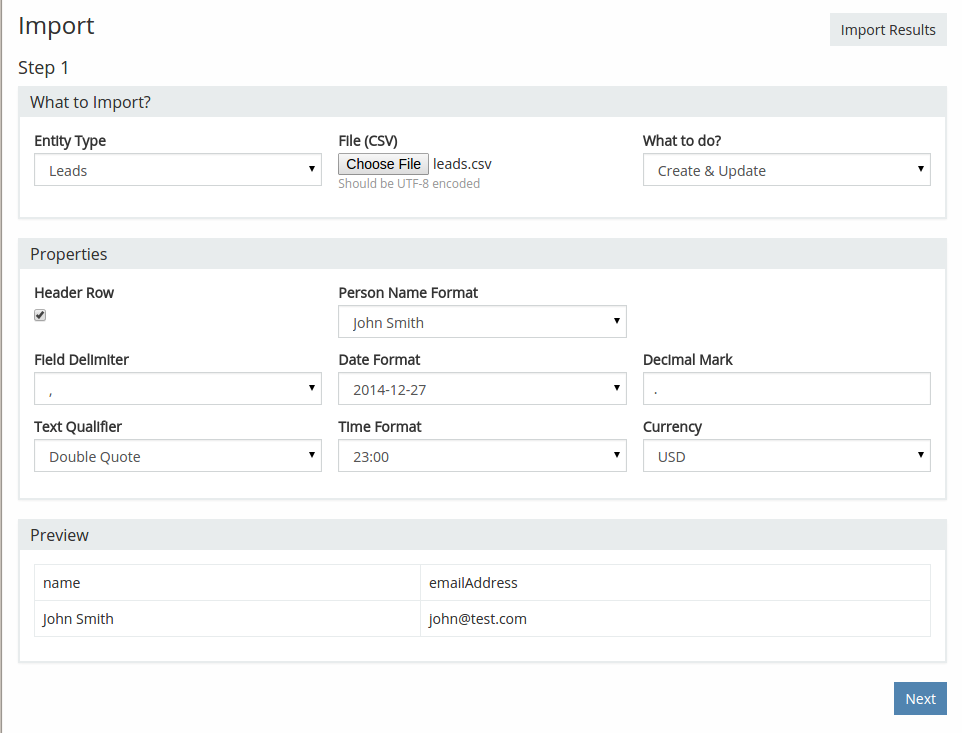 Import
Import Results
Step 1
What to Import?
Entity Type File (CSV) What to do?
Leads Choose File leads.csv Create & Update
Should be UTF-8 encoded
Properties
Header Row Person Name Format
John Smith
Field Delimiter Date Format Decimal Mark
, 2014-12-27 .
Text Qualifier Time Format Currency
Double Quote 23:00 USD
Preview
name emailAddress
John Smith john@test.com
Next